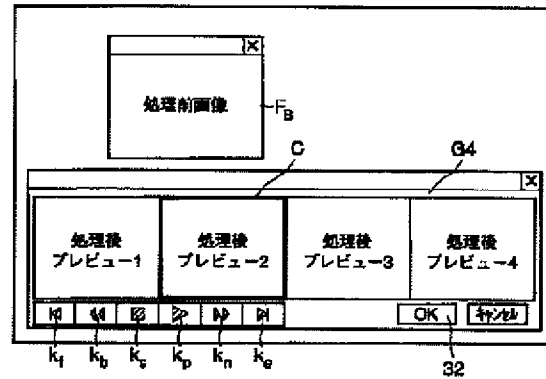 処理前画像
F_B
C
G4
処理後
プレビュー1
処理後
プレビュー2
処理後
プレビュー3
処理後
プレビュー4
OK
キャンセル
k_f k_b k_s k_p k_n k_e
32